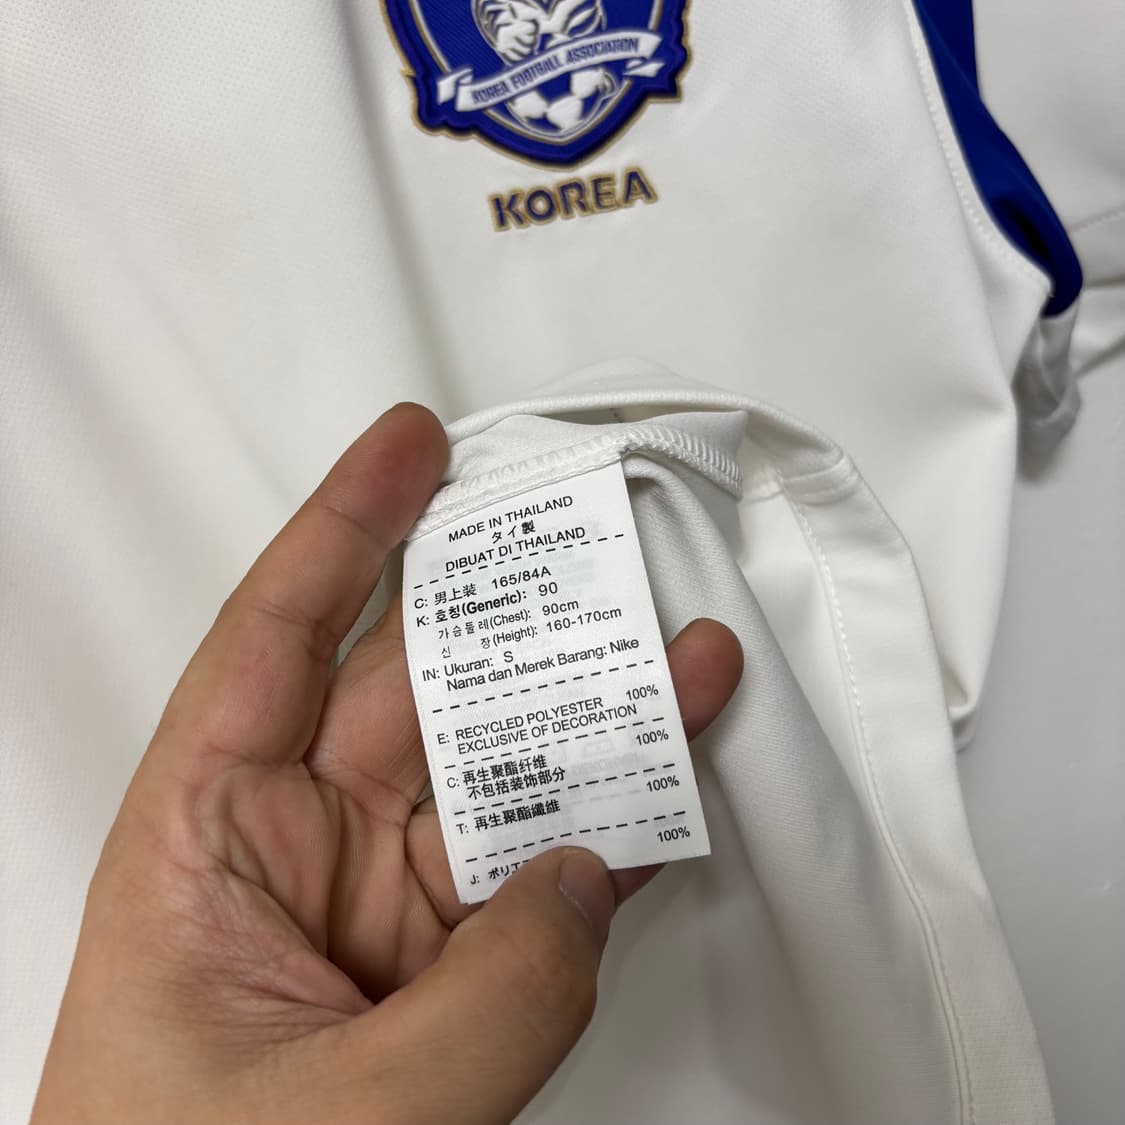 KOREA FOOTBALL ASSOCIATION
KOREA
MADE IN THAILAND
タイ製
DIBUAT DI THAILAND
C: 男上装 165/84A
K: 호칭(Generic): 90
가슴둘레(Chest): 90cm
신 장(Height): 160-170cm
IN: Ukuran: S
Nama dan Merek Barang: Nike
E: RECYCLED POLYESTER 100%
EXCLUSIVE OF DECORATION
C: 再生聚酯纤维 100%
不包括装饰部分
T: 再生聚酯纖維 100%
J: 100%